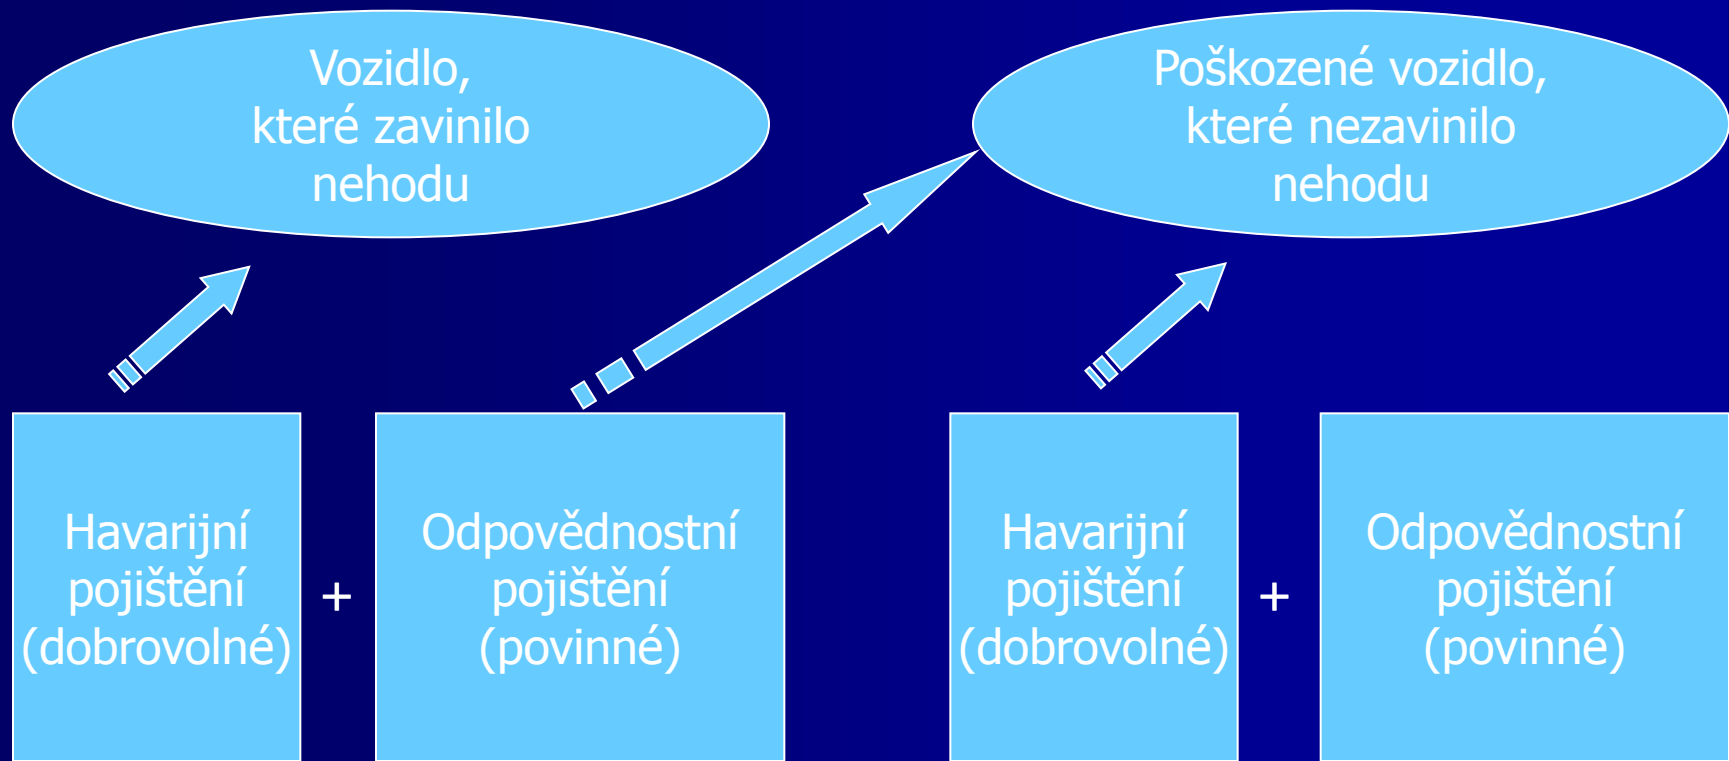 Vozidlo,
které zavinilo
nehodu
Poškozené vozidlo,
které nezavinilo
nehodu
Havarijní
pojištění
(dobrovolné)
+
Odpovědnostní
pojištění
(povinné)
Havarijní
pojištění
(dobrovolné)
+
Odpovědnostní
pojištění
(povinné)